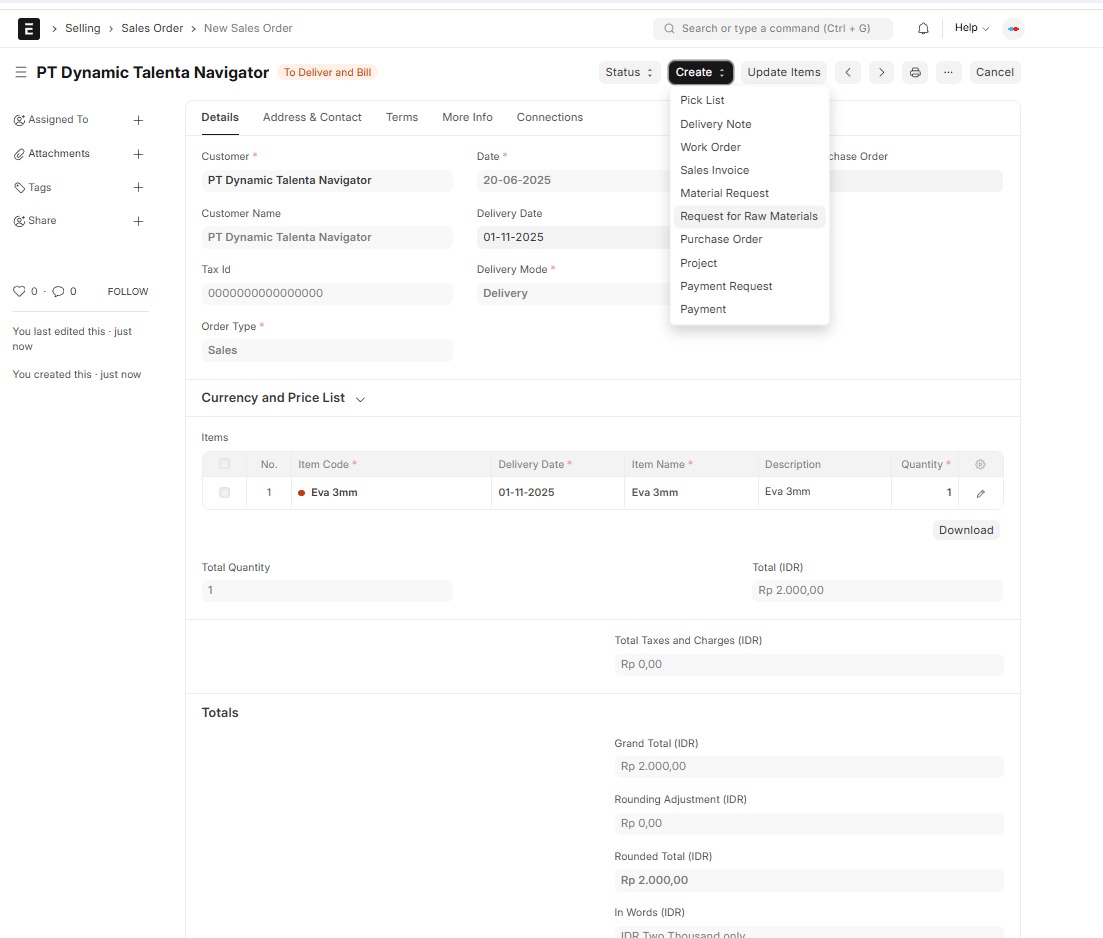 E
Selling
Sales Order
New Sales Order
Search or type a command (Ctrl + G)
Help
PT Dynamic Talenta Navigator
To Deliver and Bill
Status
Create
Update Items
Cancel
Assigned To
Attachments
Tags
Share
0 · 0 FOLLOW
You last edited this · just
now
You created this · just now
Details
Address & Contact
Terms
More Info
Connections
Pick List
Delivery Note
Work Order
Sales Invoice
Material Request
Request for Raw Materials
Purchase Order
Project
Payment Request
Payment
Customer *
PT Dynamic Talenta Navigator
Customer Name
PT Dynamic Talenta Navigator
Tax Id
0000000000000000
Order Type *
Sales
Date *
20-06-2025
Delivery Date
01-11-2025
Delivery Mode *
Delivery
chase Order
Currency and Price List
Items
No. Item Code * Delivery Date * Item Name * Description Quantity *
1 Eva 3mm 01-11-2025 Eva 3mm Eva 3mm 1
Download
Total Quantity
1
Total (IDR)
Rp 2.000,00
Total Taxes and Charges (IDR)
Rp 0,00
Totals
Grand Total (IDR)
Rp 2.000,00
Rounding Adjustment (IDR)
Rp 0,00
Rounded Total (IDR)
Rp 2.000,00
In Words (IDR)
IDR Two Thousand only.